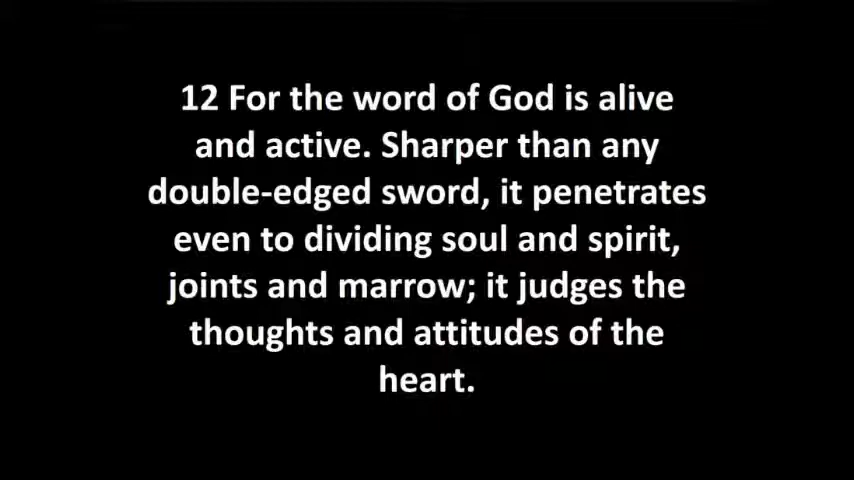 12 For the word of God is alive
and active. Sharper than any
double-edged sword, it penetrates
even to dividing soul and spirit,
joints and marrow; it judges the
thoughts and attitudes of the
heart.